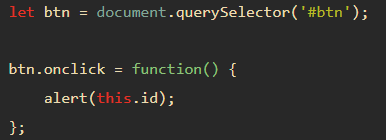 let btn = document.querySelector('#btn');

btn.onclick = function() {
    alert(this.id);
};